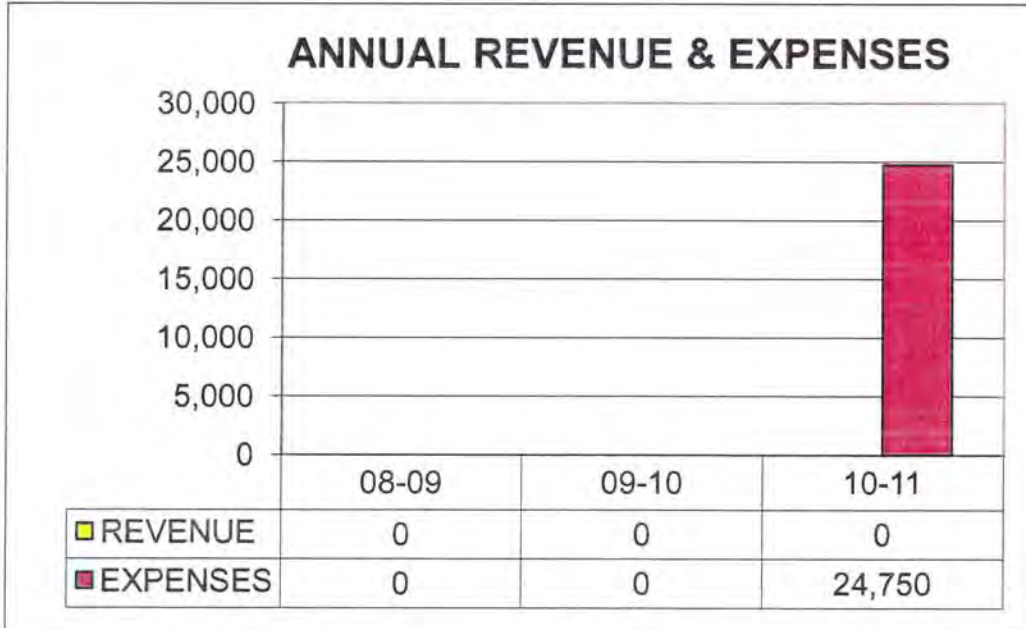 ANNUAL REVENUE & EXPENSES
30,000
25,000
20,000
15,000
10,000
5,000
0
08-09 09-10 10-11
REVENUE 0 0 0
EXPENSES 0 0 24,750